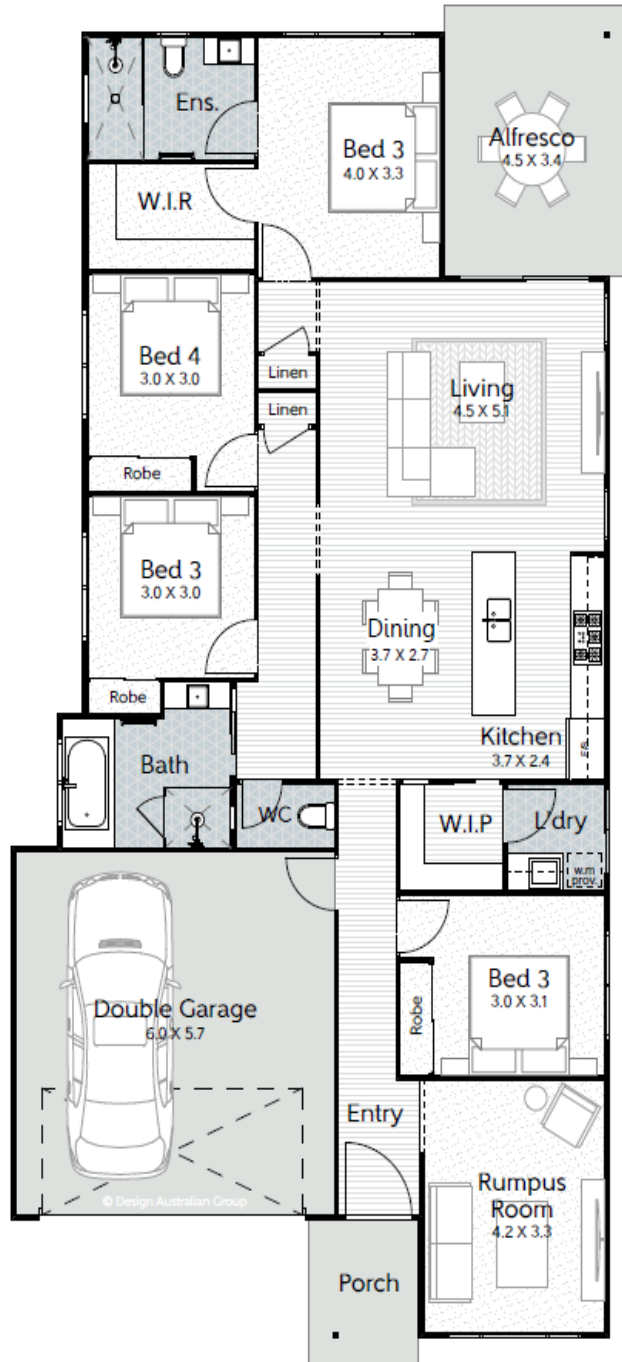 Ens.
Bed 3
4.0 X 3.3
Alfresco
4.5 X 3.4
W.I.R
Bed 4
3.0 X 3.0
Linen
Linen
Living
4.5 X 5.1
Robe
Bed 3
3.0 X 3.0
Dining
3.7 X 2.7
Robe
Kitchen
3.7 X 2.4
Bath
WC
W.I.P
L'dry
w.m
prov.
Double Garage
6.0 X 5.7
Bed 3
3.0 X 3.1
Robe
Entry
Rumpus
Room
4.2 X 3.3
© Design Australian Group
Porch